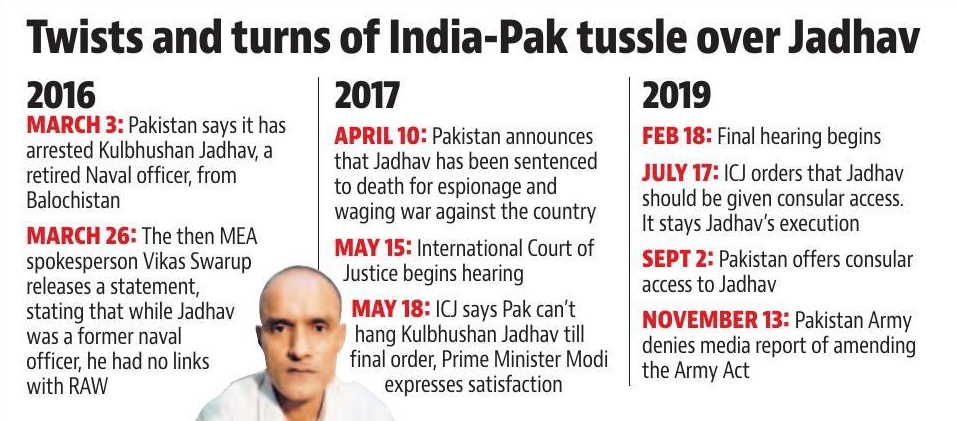 Twists and turns of India-Pak tussle over Jadhav
2016
MARCH 3: Pakistan says it has
arrested Kulbhushan Jadhav, a
retired Naval officer, from
Balochistan
MARCH 26: The then MEA
spokesperson Vikas Swarup
releases a statement,
stating that while Jadhav
was a former naval
officer, he had no links
with RAW
2017
APRIL 10: Pakistan announces
that Jadhav has been sentenced
to death for espionage and
waging war against the country
MAY 15: International Court of
Justice begins hearing
MAY 18: ICJ says Pak can't
hang Kulbhushan Jadhav till
final order, Prime Minister Modi
expresses satisfaction
2019
FEB 18: Final hearing begins
JULY 17: ICJ orders that Jadhav
should be given consular access.
It stays Jadhav's execution
SEPT 2: Pakistan offers consular
access to Jadhav
NOVEMBER 13: Pakistan Army
denies media report of amending
the Army Act